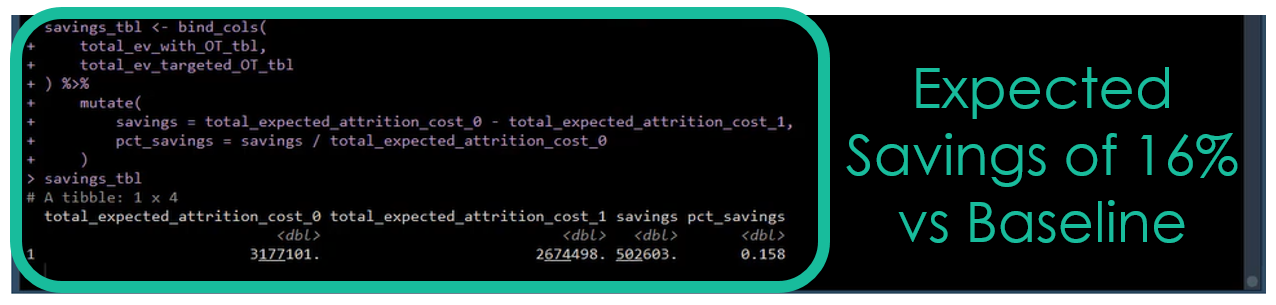 savings_tbl <- bind_cols(
+     total_ev_with_OT_tbl,
+     total_ev_targeted_OT_tbl
+ ) %>%
+     mutate(
+         savings = total_expected_attrition_cost_0 - total_expected_attrition_cost_1,
+         pct_savings = savings / total_expected_attrition_cost_0
+     )
> savings_tbl
# A tibble: 1 x 4
  total_expected_attrition_cost_0 total_expected_attrition_cost_1 savings pct_savings
                            <dbl>                           <dbl>   <dbl>       <dbl>
1                        3177101.                        2674498. 502603.       0.158
Expected
Savings of 16%
vs Baseline